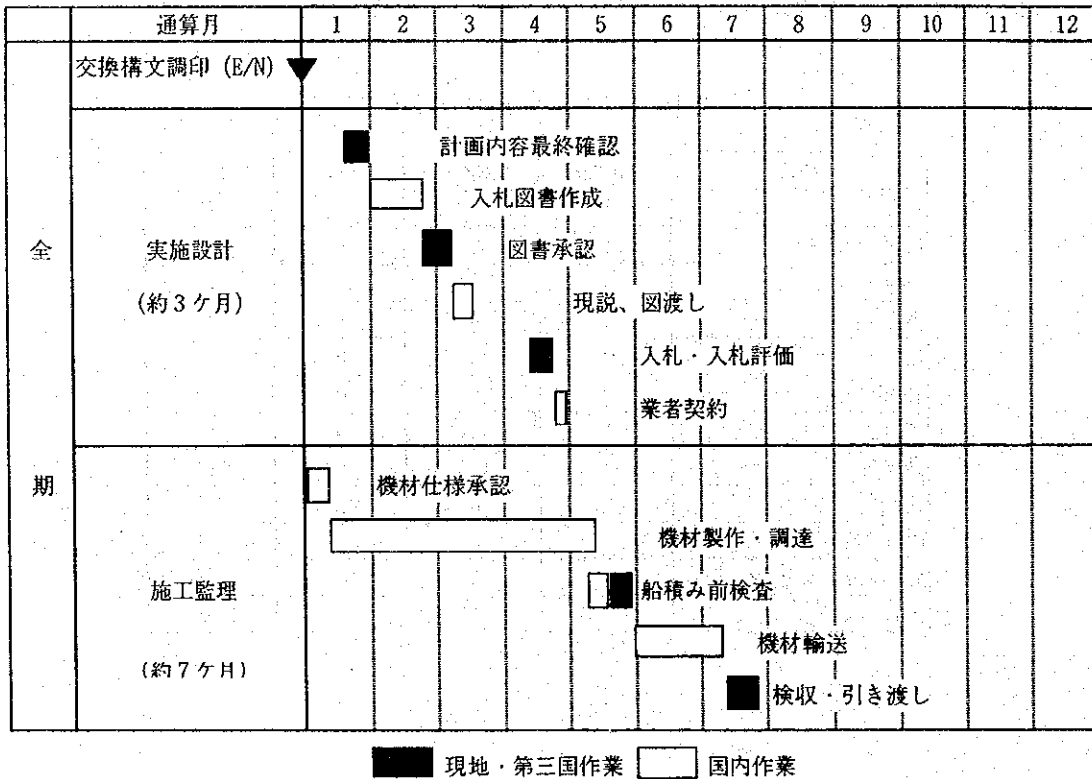 通算月 1 2 3 4 5 6 7 8 9 10 11 12
交換構文調印 (E/N)
計画内容最終確認
入札図書作成
全 実施設計 図書承認
(約3ケ月) 現説、図渡し
入札・入札評価
業者契約
期 機材仕様承認
機材製作・調達
施工監理 船積み前検査
機材輸送
(約7ケ月)
検収・引き渡し
現地・第三国作業 国内作業